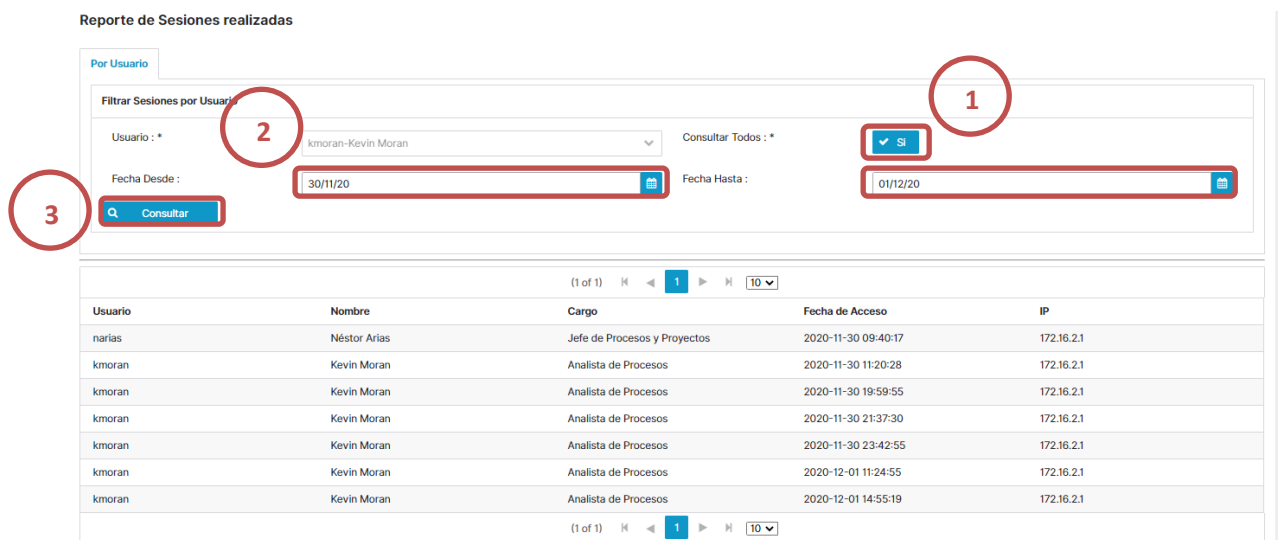 Reporte de Sesiones realizadas
Por Usuario
1
Filtrar Sesiones por Usuario
2
Usuario : * kmoran-Kevin Moran Consultar Todos : * Si
Fecha Desde : 30/11/20 Fecha Hasta : 01/12/20
3 Consultar
(1 of 1) 1 10
Usuario Nombre Cargo Fecha de Acceso IP
narias Néstor Arias Jefe de Procesos y Proyectos 2020-11-30 09:40:17 172.16.2.1
kmoran Kevin Moran Analista de Procesos 2020-11-30 11:20:28 172.16.2.1
kmoran Kevin Moran Analista de Procesos 2020-11-30 19:59:55 172.16.2.1
kmoran Kevin Moran Analista de Procesos 2020-11-30 21:37:30 172.16.2.1
kmoran Kevin Moran Analista de Procesos 2020-11-30 23:42:55 172.16.2.1
kmoran Kevin Moran Analista de Procesos 2020-12-01 11:24:55 172.16.2.1
kmoran Kevin Moran Analista de Procesos 2020-12-01 14:55:19 172.16.2.1
(1 of 1) 1 10